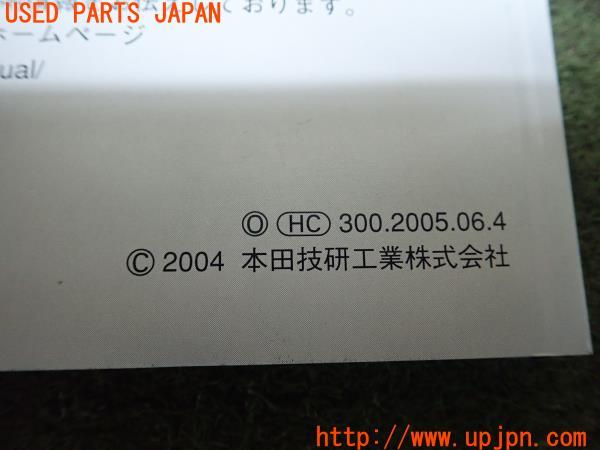 USED PARTS JAPAN
ております。
ホームページ
ual/
Ⓞ HC 300.2005.06.4
© 2004 本田技研工業株式会社
http://www.upjpn.com/